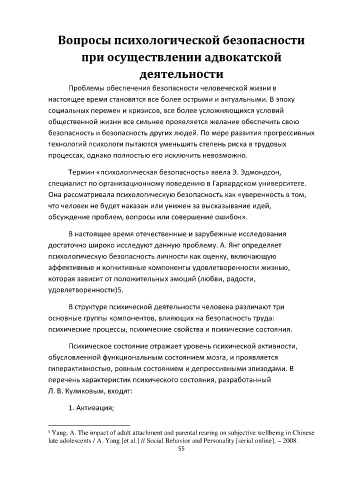 Вопросы психологической безопасности
при осуществлении адвокатской
деятельности
Проблемы обеспечения безопасности человеческой жизни в
настоящее время становятся все более острыми и актуальными. В эпоху
социальных перемен и кризисов, все более усложняющихся условий
общественной жизни все сильнее проявляется желание обеспечить свою
безопасность и безопасность других людей. По мере развития прогрессивных
технологий психологи пытаются уменьшить степень риска в трудовых
процессах, однако полностью его исключить невозможно.
Термин «психологическая безопасность» ввела Э. Эдмондсон,
специалист по организационному поведению в Гарвардском университете.
Она рассматривала психологическую безопасность как «уверенность в том,
что человек не будет наказан или унижен за высказывание идей,
обсуждение проблем, вопросы или совершение ошибок».
В настоящее время отечественные и зарубежные исследования
достаточно широко исследуют данную проблему. А. Янг определяет
психологическую безопасность личности как оценку, включающую
аффективные и когнитивные компоненты удовлетворенности жизнью,
которая зависит от положительных эмоций (любви, радости,
удовлетворенности)5.
В структуре психической деятельности человека различают три
основные группы компонентов, влияющих на безопасность труда:
психические процессы, психические свойства и психические состояния.
Психическое состояние отражает уровень психической активности,
обусловленной функциональным состоянием мозга, и проявляется
гиперактивностью, ровным состоянием и депрессивными эпизодами. В
перечень характеристик психического состояния, разработанный
Л. В. Куликовым, входят:
1. Активация;
⁵ Yang, A. The impact of adult attachment and parental rearing on subjective wellbeing in Chinese
late adolescents / A. Yang [et al.] // Social Behavior and Personality [serial online]. – 2008.
55